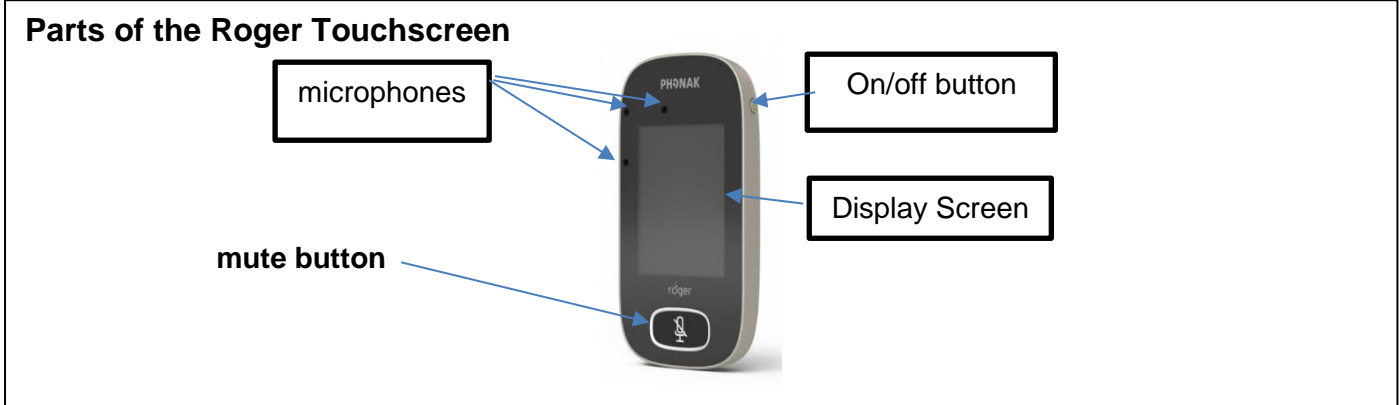 Parts of the Roger Touchscreen
microphones
PHONAK
On/off button
Display Screen
mute button
roger